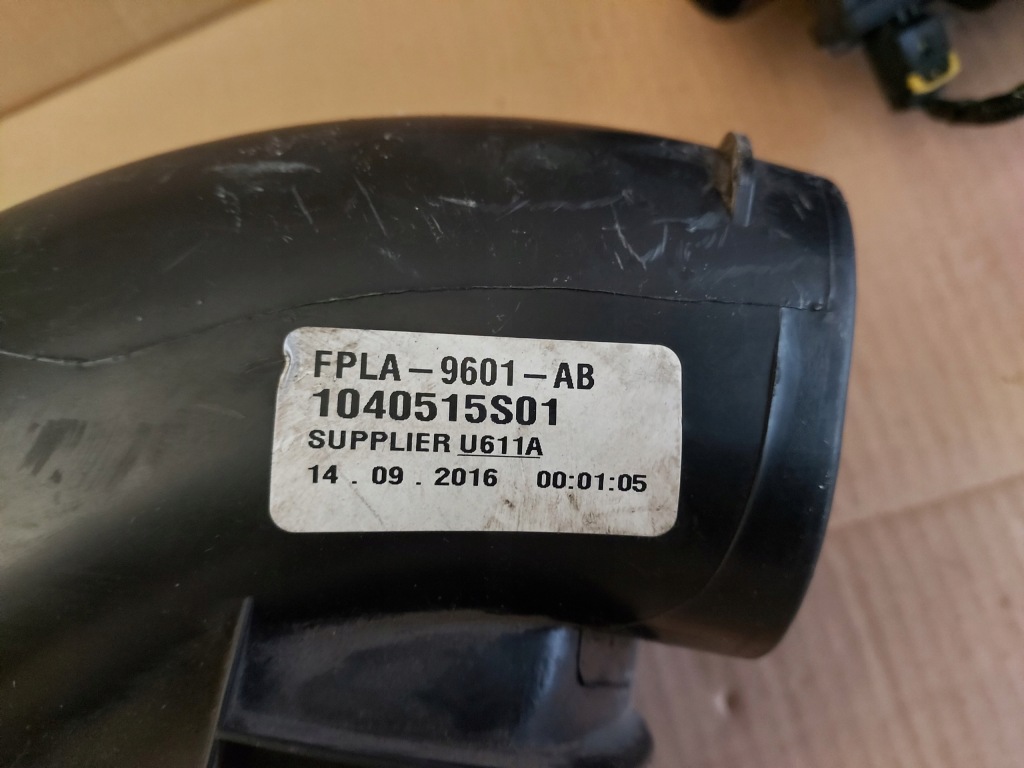 FPLA-9601-AB
1040515S01
SUPPLIER U611A
14 . 09 . 2016 00:01:05